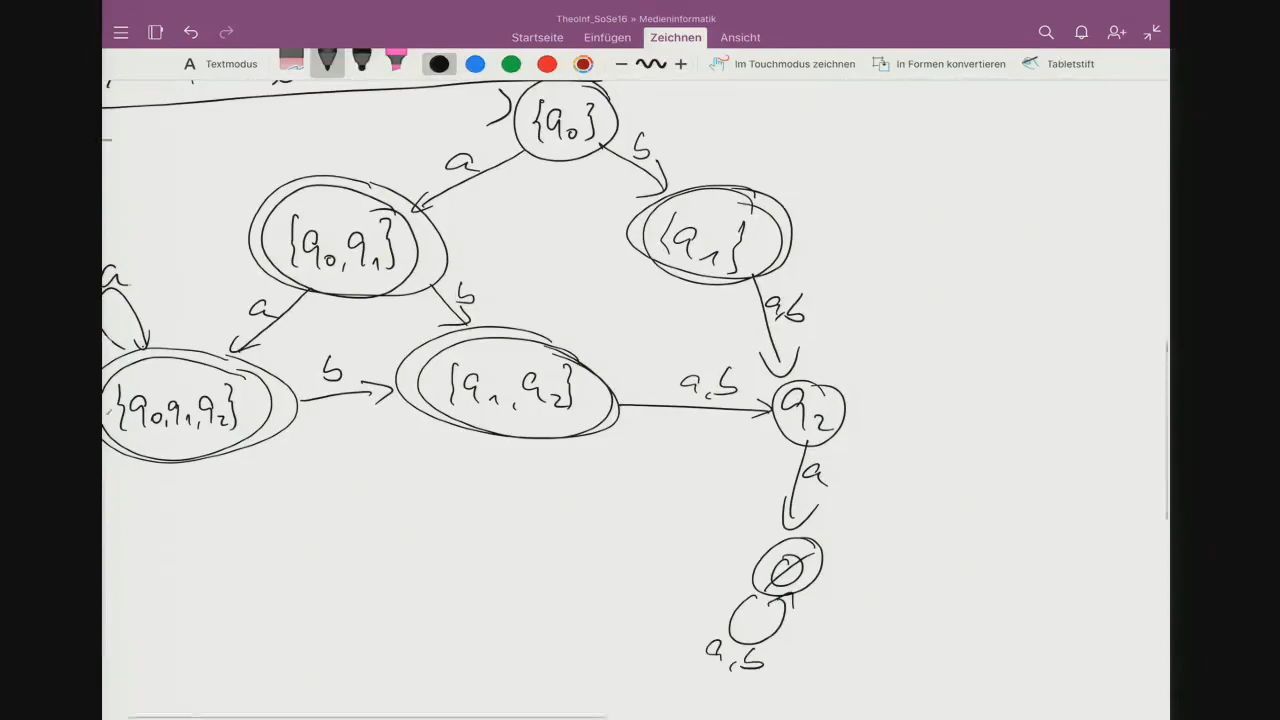 TheoInf_SoSe16 » Medieninformatik
Startseite Einfügen Zeichnen Ansicht
A Textmodus Im Touchmodus zeichnen In Formen konvertieren Tabletstift
{q0}
a b
{q0,q1} {q1}
a
a b a,b
{q0,q1,q2} b {q1,q2} a,b q2
a
∅
a,b